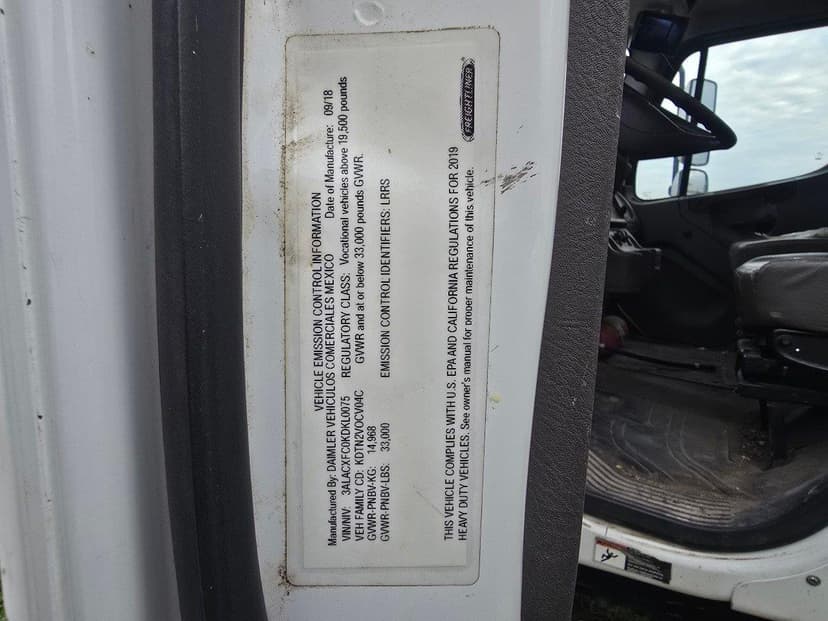 VEHICLE EMISSION CONTROL INFORMATION
Manufactured By: DAIMLER VEHICULOS COMERCIALES MEXICO Date of Manufacture: 09/18
VIN/NIV: 3ALACXFC0KDKL0075 REGULATORY CLASS: Vocational vehicles above 19,500 pounds
VEH FAMILY CD: KDTN2VOCV04C GVWR and at or below 33,000 pounds GVWR.
GVWR-PNBV-KG: 14,968
GVWR-PNBV-LBS: 33,000 EMISSION CONTROL IDENTIFIERS: LRRS
THIS VEHICLE COMPLIES WITH U.S. EPA AND CALIFORNIA REGULATIONS FOR 2019
HEAVY DUTY VEHICLES. See owner's manual for proper maintenance of this vehicle.
FREIGHTLINER